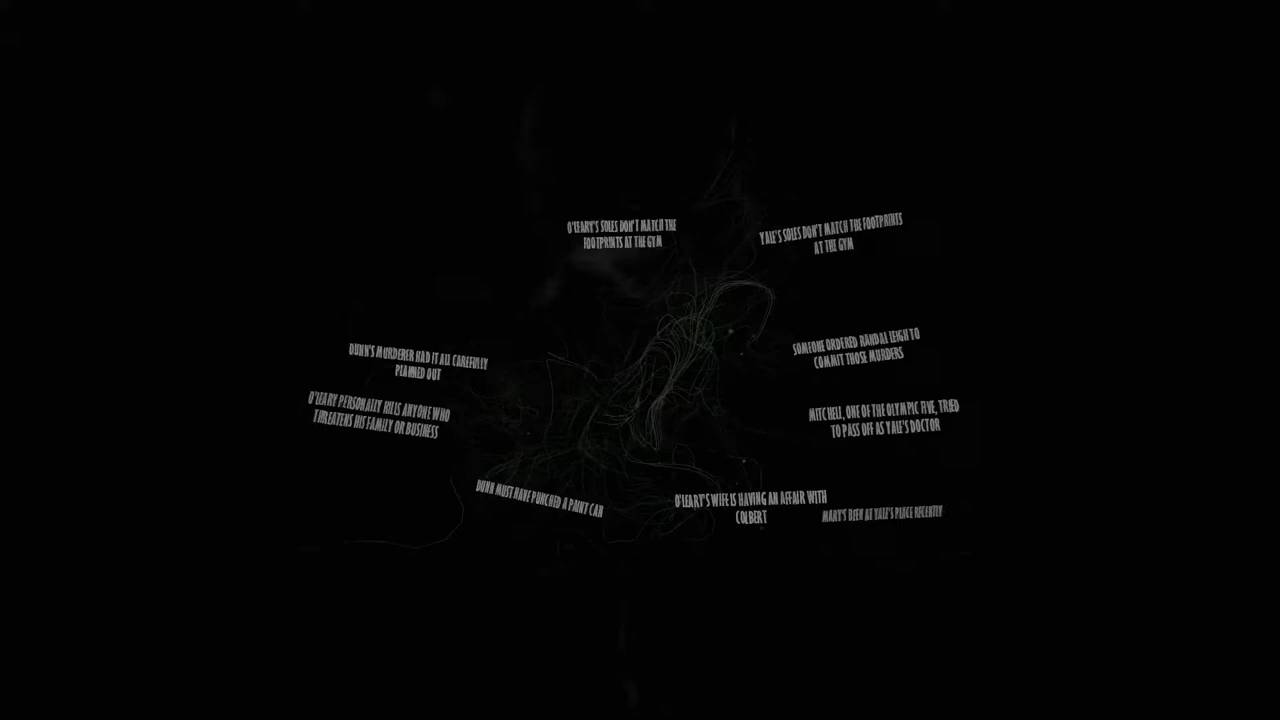 O'LEARY'S SOLES DON'T MATCH THE
FOOTPRINTS AT THE GYM
YALE'S SOLES DON'T MATCH THE FOOTPRINTS
AT THE GYM
DUNN'S MURDERER HAD IT ALL CAREFULLY
PLANNED OUT
SOMEONE ORDERED RANDAL LEIGH TO
COMMIT THOSE MURDERS
O'LEARY PERSONALLY KILLS ANYONE WHO
THREATENS HIS FAMILY OR BUSINESS
MITCHELL, ONE OF THE OLYMPIC FIVE, TRIED
TO PASS OFF AS YALE'S DOCTOR
DUNN MUST HAVE PUNCHED A PAINT CAN
O'LEARY'S WIFE IS HAVING AN AFFAIR WITH
COLBERT
MARY'S BEEN AT YALE'S PLACE RECENTLY